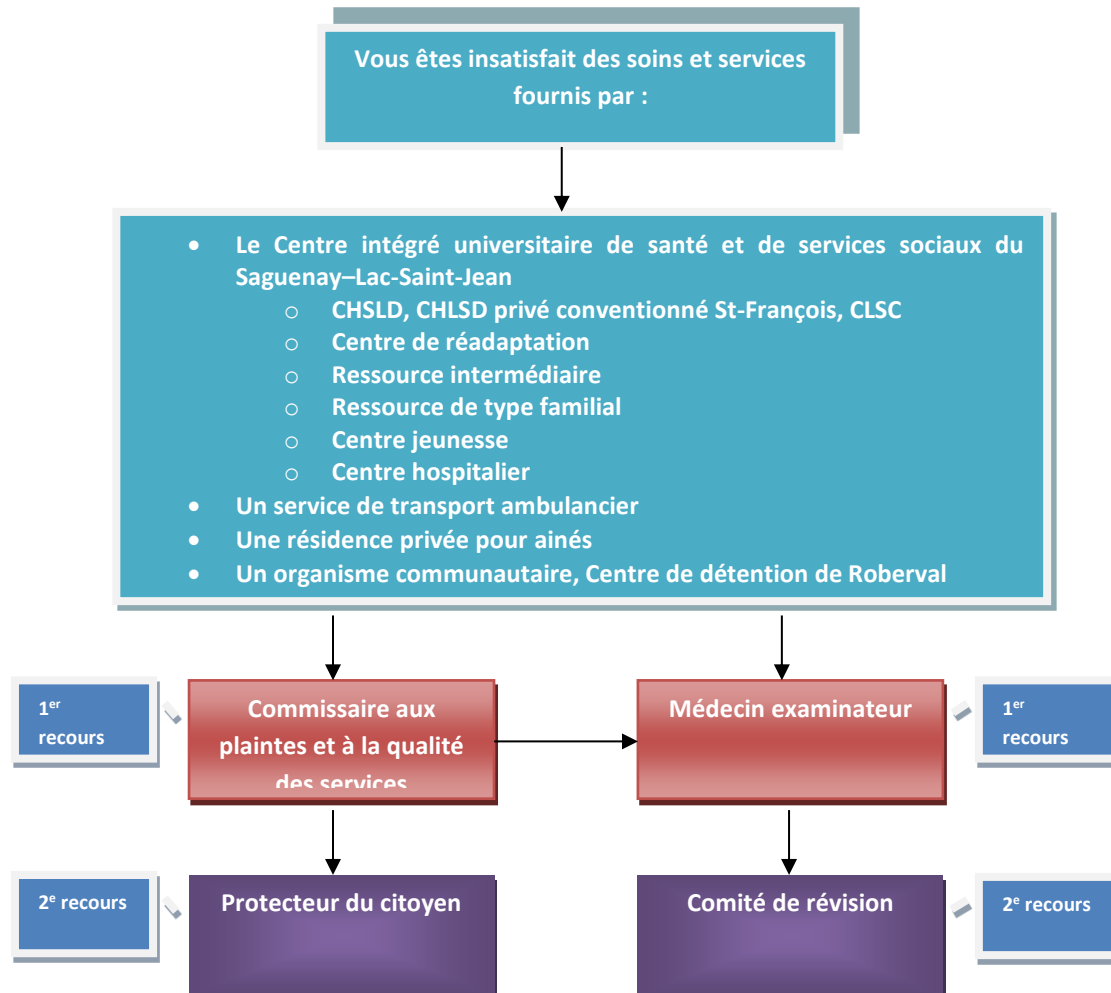 Vous êtes insatisfait des soins et services
fournis par :
• Le Centre intégré universitaire de santé et de services sociaux du
Saguenay–Lac-Saint-Jean
o CHSLD, CHLSD privé conventionné St-François, CLSC
o Centre de réadaptation
o Ressource intermédiaire
o Ressource de type familial
o Centre jeunesse
o Centre hospitalier
• Un service de transport ambulancier
• Une résidence privée pour ainés
• Un organisme communautaire, Centre de détention de Roberval
1er
recours
Commissaire aux
plaintes et à la qualité
des services
Médecin examinateur
1er
recours
2e recours
Protecteur du citoyen
Comité de révision
2e recours